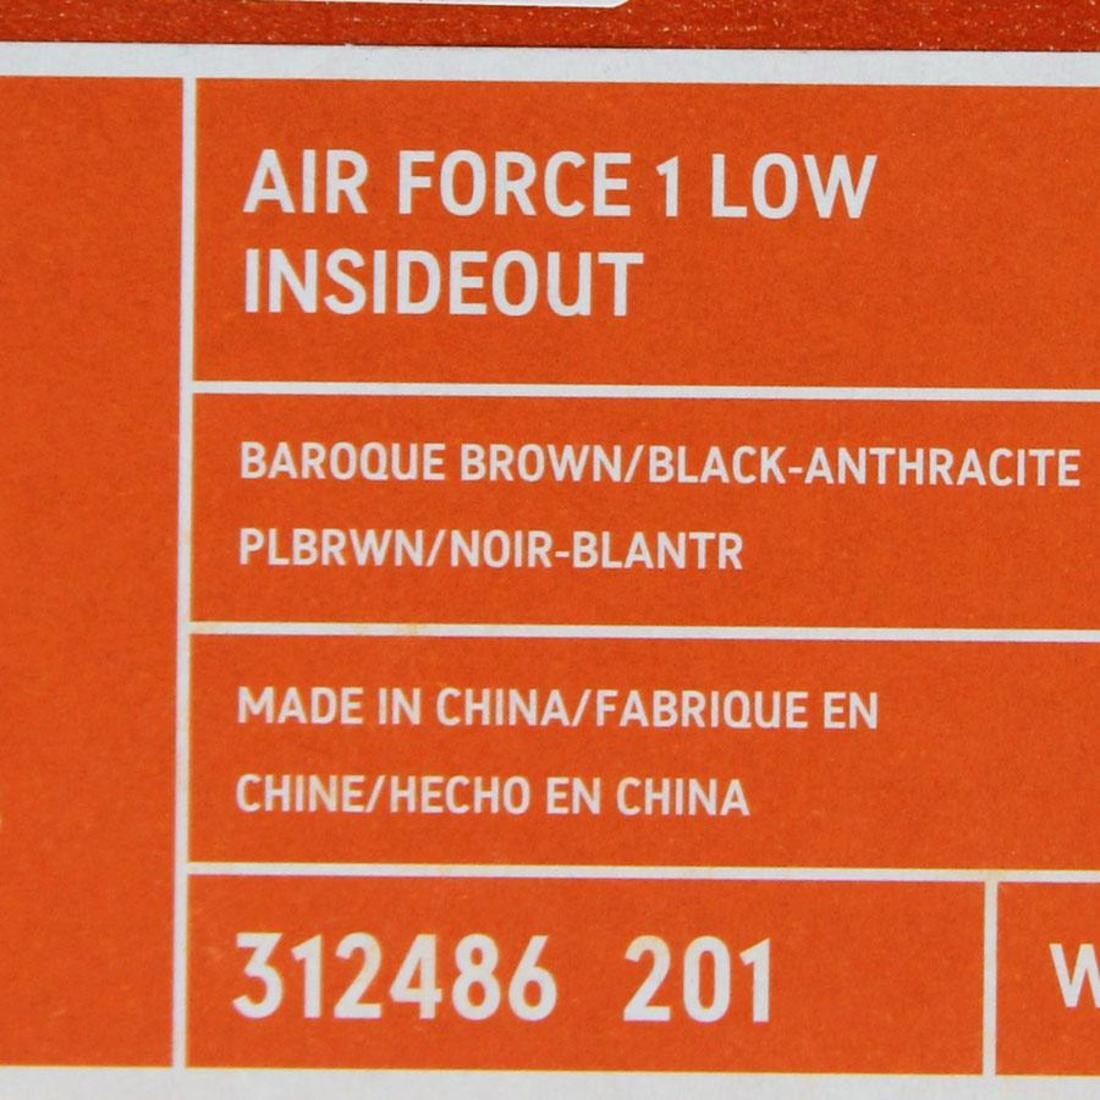 AIR FORCE 1 LOW
INSIDEOUT
BAROQUE BROWN/BLACK-ANTHRACITE
PLBRWN/NOIR-BLANTR
MADE IN CHINA/FABRIQUE EN
CHINE/HECHO EN CHINA
312486 201
W